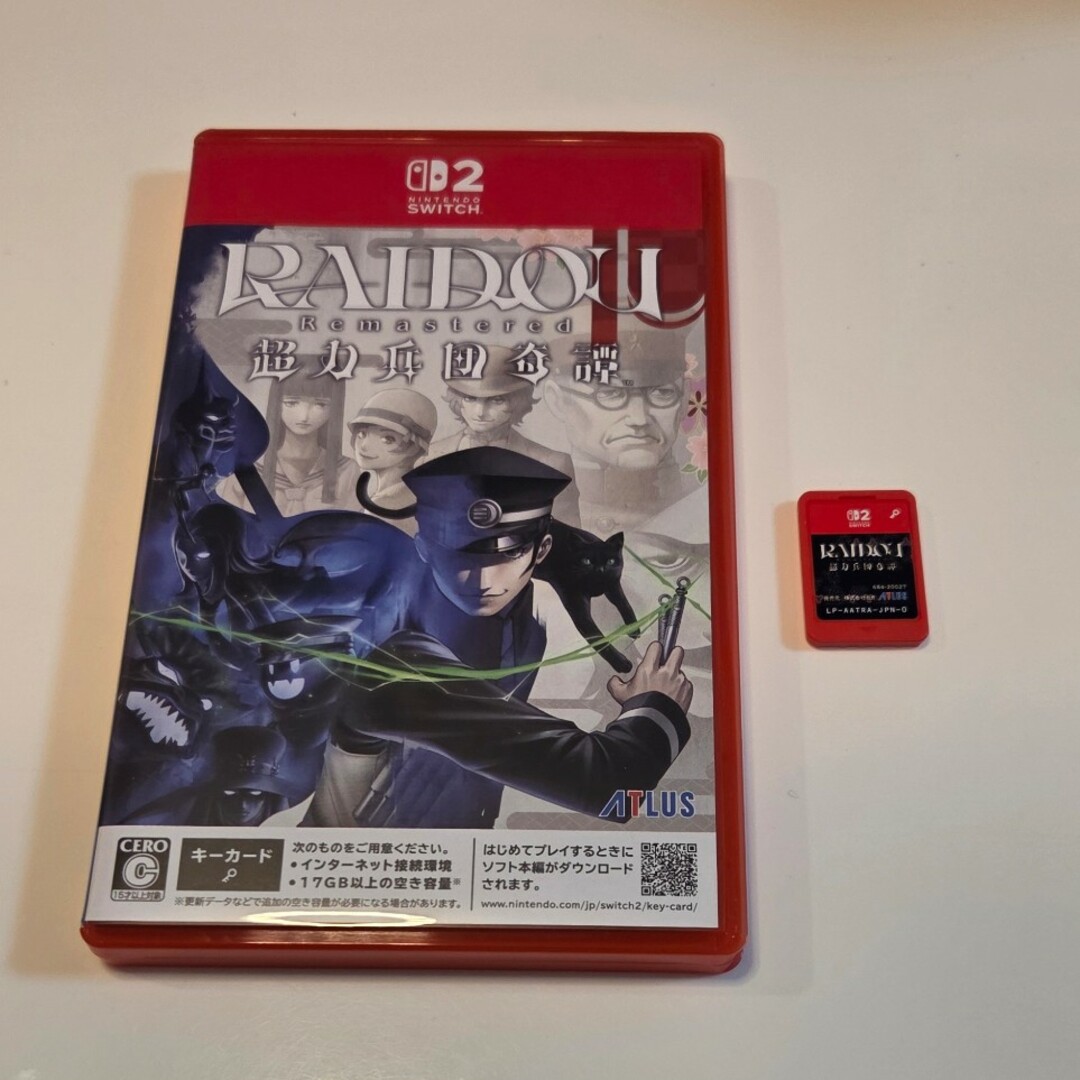 2
NINTENDO
SWITCH
RAIDOU
Remastered
超力兵団奇譚
ATLUS
CERO
C
15才以上対象
キーカード
次のものをご用意ください。
•インターネット接続環境
•17GB以上の空き容量※
※更新データなどで追加の空き容量が必要になる場合があります。
はじめてプレイするときに
ソフト本編がダウンロード
されます。
www.nintendo.com/jp/switch2/key-card/
2
SWITCH
RAIDOU
超力兵団奇譚
ATLUS
LP-AATRA-JPN-0